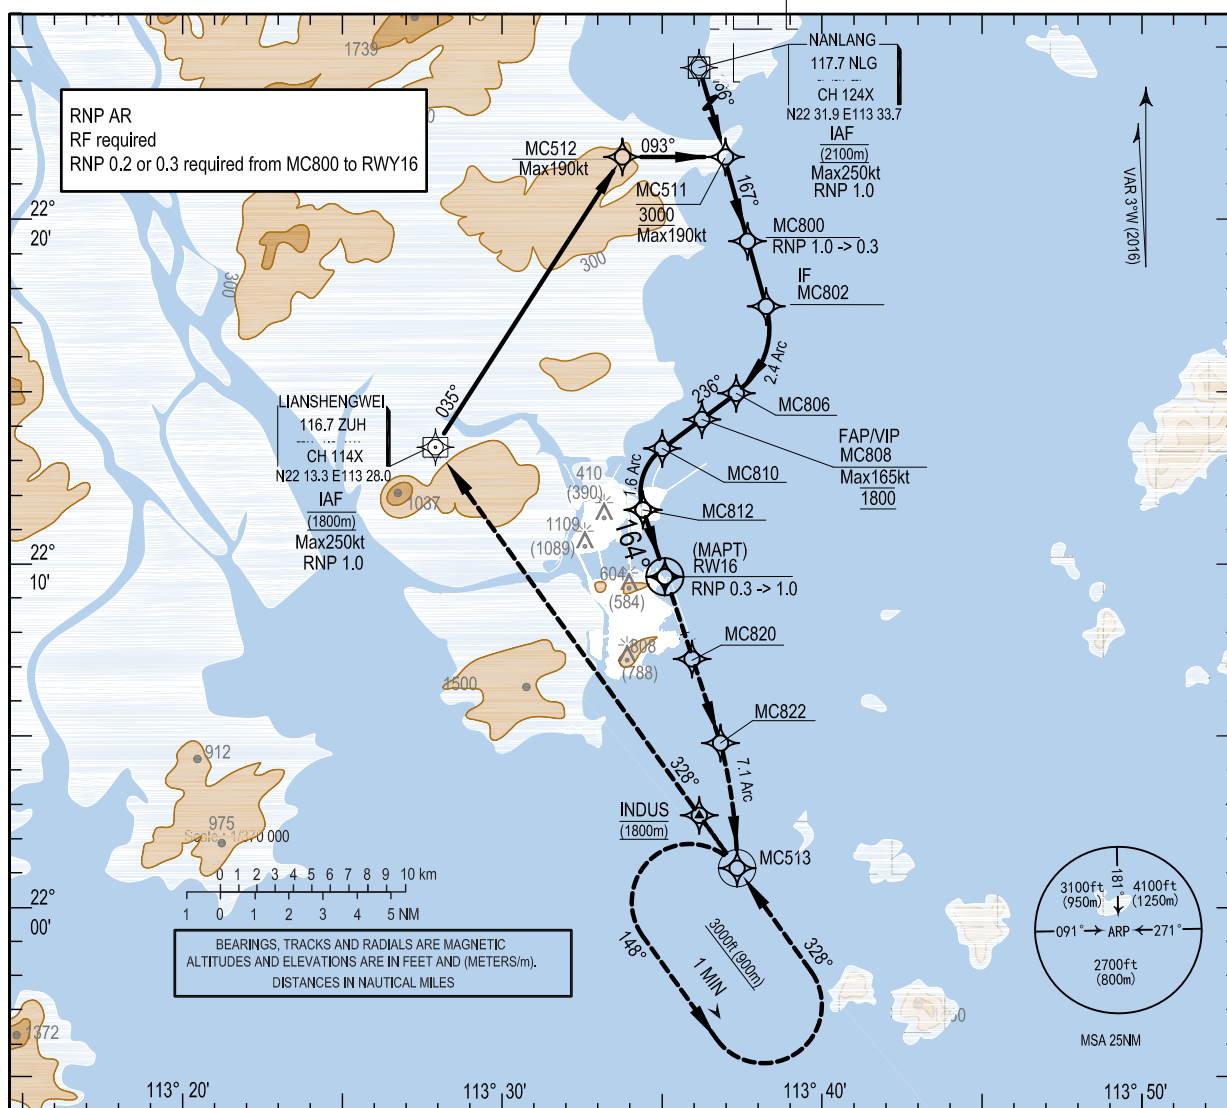 1739
NANLANG
117.7 NLG
CH 124X
N22 31.9 E113 33.7
IAF
(2100m)
Max250kt
RNP 1.0
RNP AR
RF required
RNP 0.2 or 0.3 required from MC800 to RWY16
MC512
Max190kt
093°
MC511
3000
Max190kt
167°
VAR 3°W (2016)
22°
20'
MC800
RNP 1.0 -> 0.3
300
300
IF
MC802
2.4 Arc
236°
MC806
035°
LIANSHENGWEI
116.7 ZUH
CH 114X
N22 13.3 E113 28.0
IAF
(1800m)
Max250kt
RNP 1.0
1037
FAP/VIP
MC808
Max165kt
1800
MC810
1.6 Arc
MC812
410
(390)
1109
(1089)
164°
(MAPT)
RW16
RNP 0.3 -> 1.0
22°
10'
604
(584)
808
(788)
MC820
1500
MC822
912
328°
7.1 Arc
INDUS
(1800m)
MC513
975
Scale : 1/370 000
0 1 2 3 4 5 6 7 8 9 10 km
1 0 1 2 3 4 5 NM
22°
00'
BEARINGS, TRACKS AND RADIALS ARE MAGNETIC
ALTITUDES AND ELEVATIONS ARE IN FEET AND (METERS/m).
DISTANCES IN NAUTICAL MILES
148°
3000ft (900m)
1 MIN
328°
3100ft
(950m)
181°
4100ft
(1250m)
091°
ARP
271°
2700ft
(800m)
MSA 25NM
1372
113° 20'
113° 30'
113° 40'
113° 50'